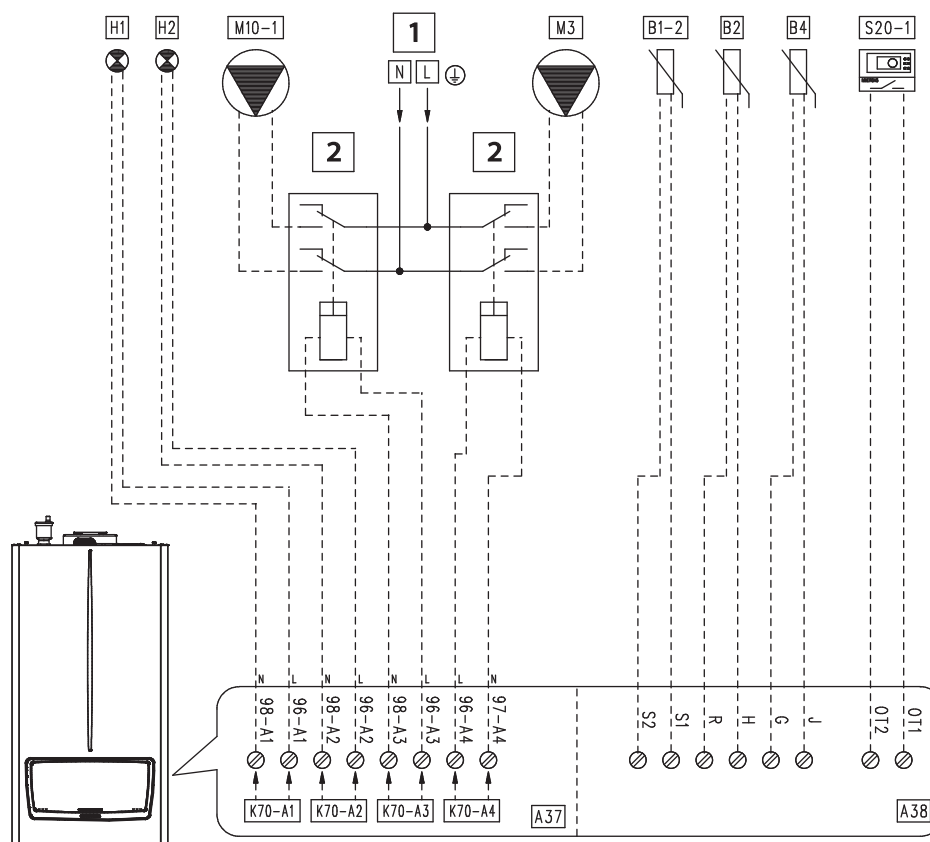 H1 H2 M10-1 1 M3 B1-2 B2 B4 S20-1
N L
2 2
N L N L N L L N
98-A1 96-A1 98-A2 96-A2 98-A3 96-A3 96-A4 97-A4 S2 S1 R H G J OT2 OT1
K70-A1 K70-A2 K70-A3 K70-A4 A37 A38